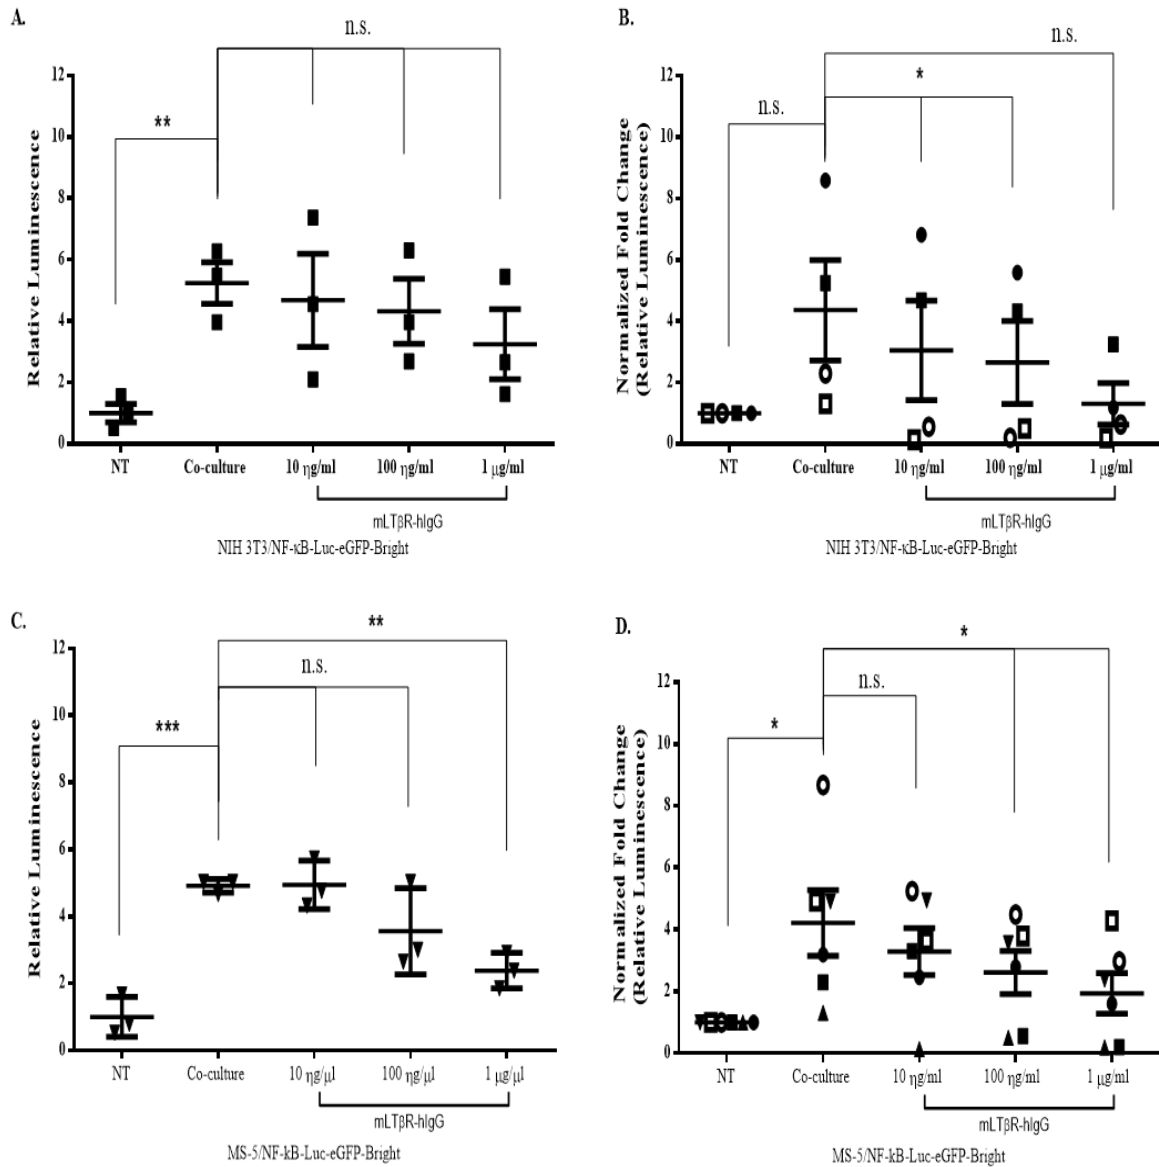 A.
n.s.
**
Relative Luminescence
12
10
8
6
4
2
0
NT Co-culture 10 ηg/ml 100 ηg/ml 1 μg/ml
mLTβR-hIgG
NIH 3T3/NF-κB-Luc-eGFP-Bright
B.
n.s.
*
n.s.
Normalized Fold Change
(Relative Luminescence)
12
10
8
6
4
2
0
NT Co-culture 10 ηg/ml 100 ηg/ml 1 μg/ml
mLTβR-hIgG
NIH 3T3/NF-κB-Luc-eGFP-Bright
C.
**
n.s.
***
Relative Luminescence
12
10
8
6
4
2
0
NT Co-culture 10 ηg/μl 100 ηg/μl 1 μg/μl
mLTβR-hIgG
MS-5/NF-kB-Luc-eGFP-Bright
D.
*
n.s.
*
Normalized Fold Change
(Relative Luminescence)
12
10
8
6
4
2
0
NT Co-culture 10 ηg/ml 100 ηg/ml 1 μg/ml
mLTβR-hIgG
MS-5/NF-kB-Luc-eGFP-Bright